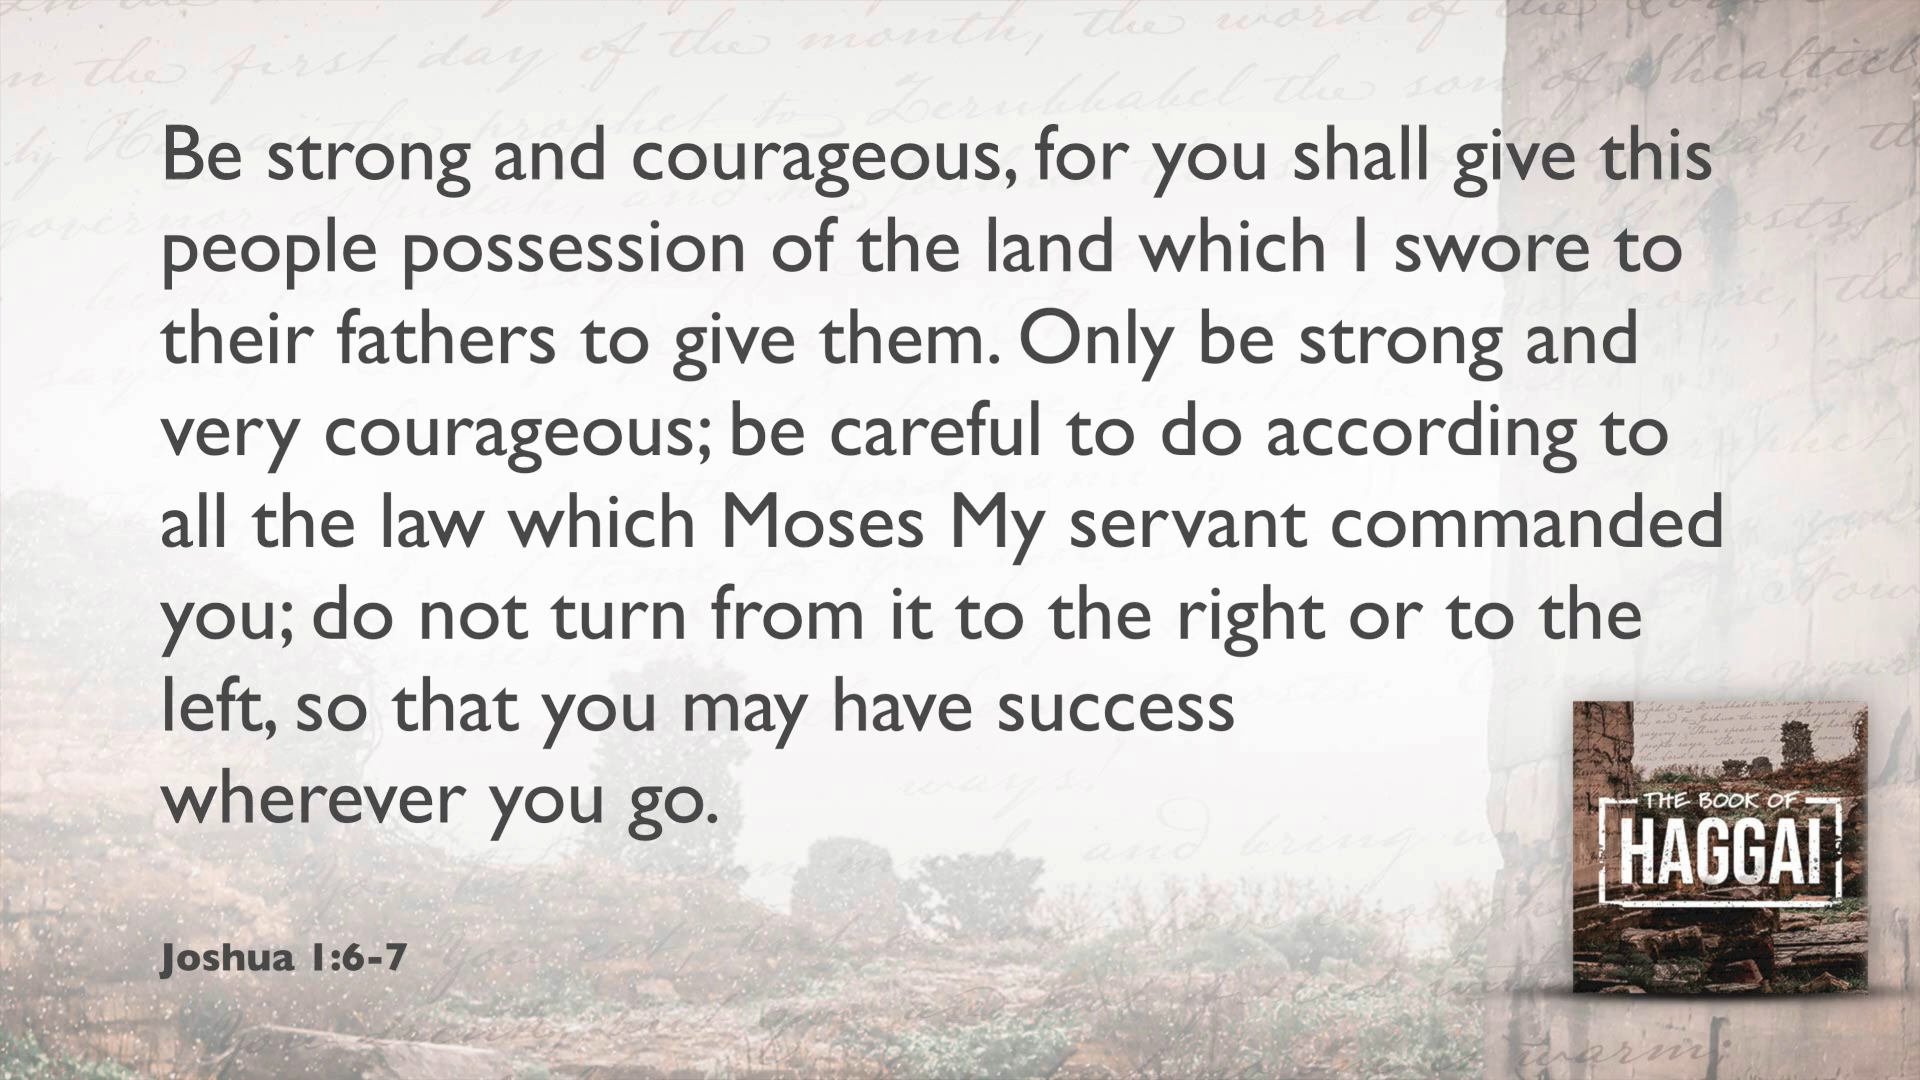 Be strong and courageous, for you shall give this
people possession of the land which I swore to
their fathers to give them. Only be strong and
very courageous; be careful to do according to
all the law which Moses My servant commanded
you; do not turn from it to the right or to the
left, so that you may have success
wherever you go.
Joshua 1:6-7
THE BOOK OF
HAGGAI